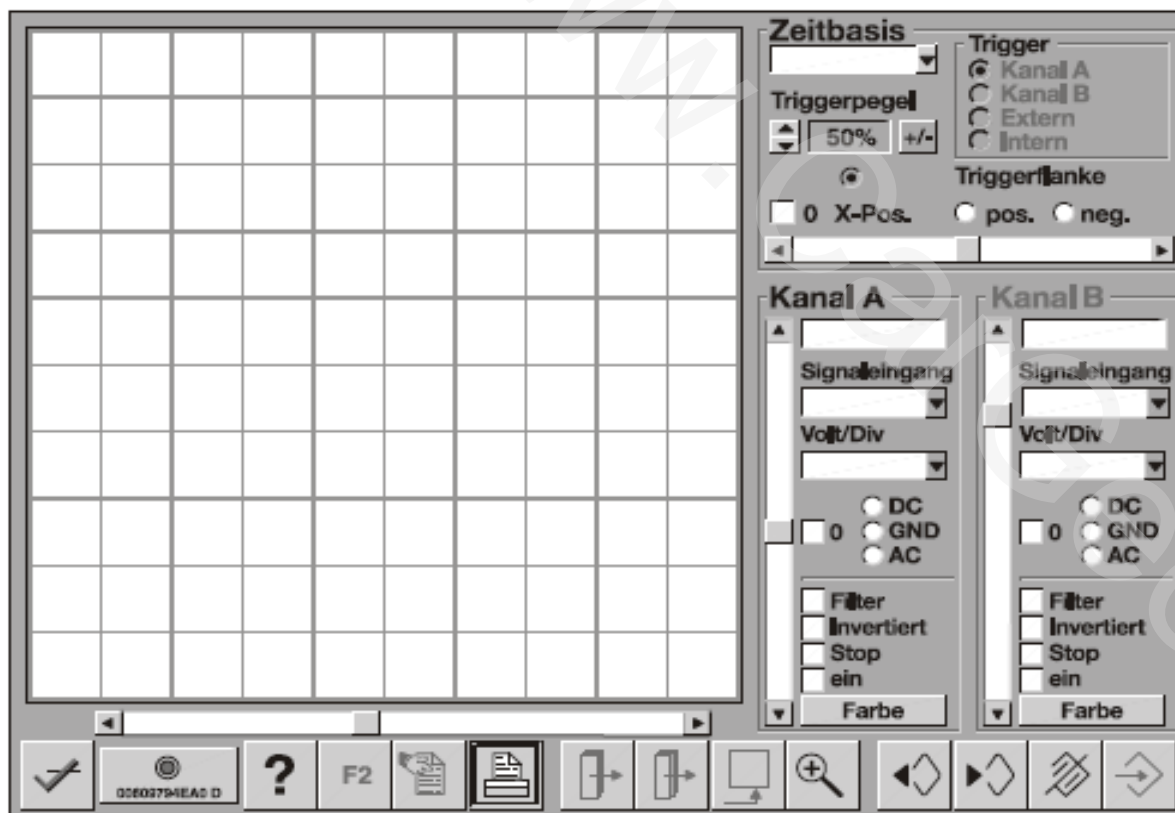 Zeitbasis
Trigger
Kanal A
Kanal B
Extern
Intern
Triggerpegel
50% +/-
Triggerflanke
0 X-Pos. pos. neg.
Kanal A
Signaleingang
Volt/Div
DC
0 GND
AC
Filter
Invertiert
Stop
ein
Farbe
Kanal B
Signaleingang
Volt/Div
DC
0 GND
AC
Filter
Invertiert
Stop
ein
Farbe
00609794EA0 D
?
F2